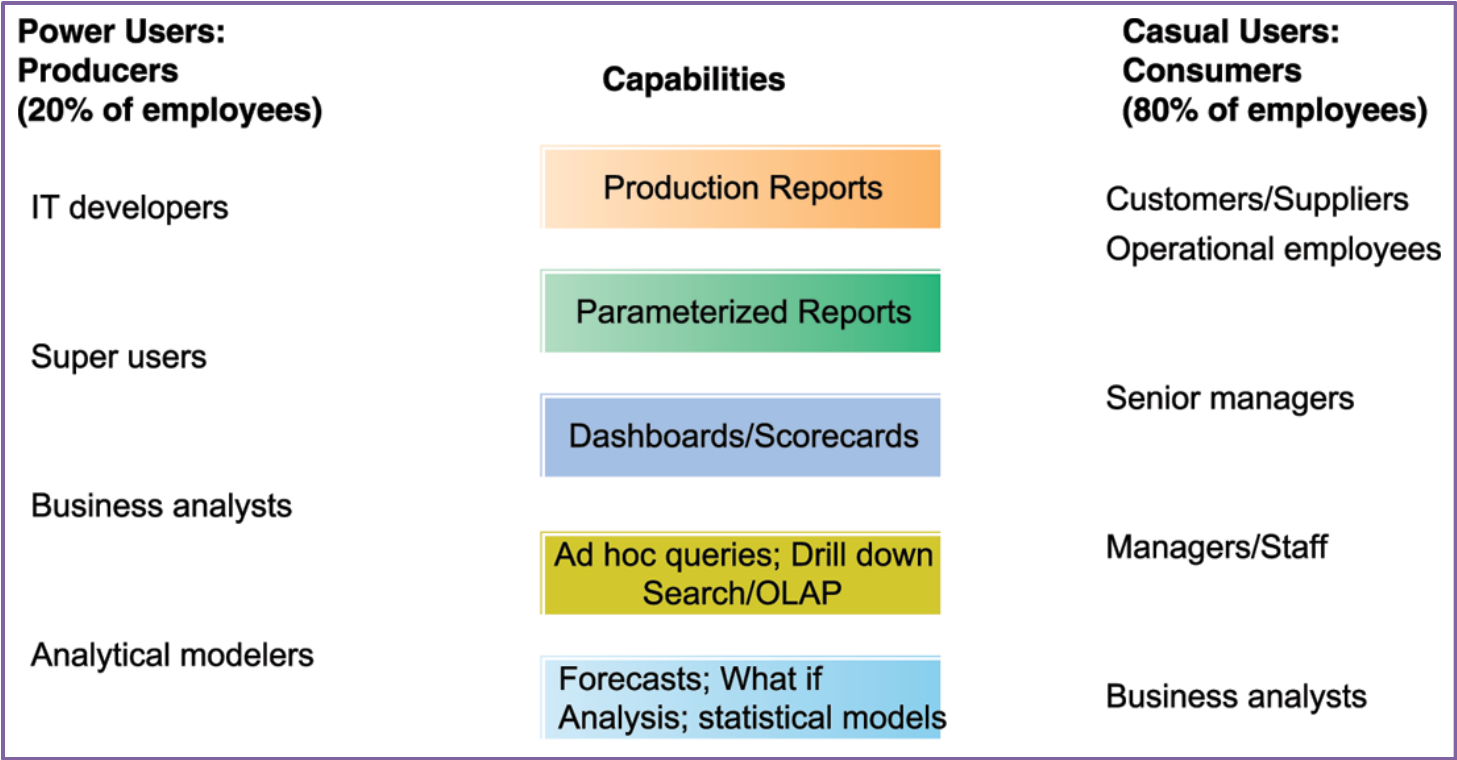 Power Users:
Producers
(20% of employees)
IT developers
Super users
Business analysts
Analytical modelers
Capabilities
Production Reports
Parameterized Reports
Dashboards/Scorecards
Ad hoc queries; Drill down
Search/OLAP
Forecasts; What if
Analysis; statistical models
Casual Users:
Consumers
(80% of employees)
Customers/Suppliers
Operational employees
Senior managers
Managers/Staff
Business analysts